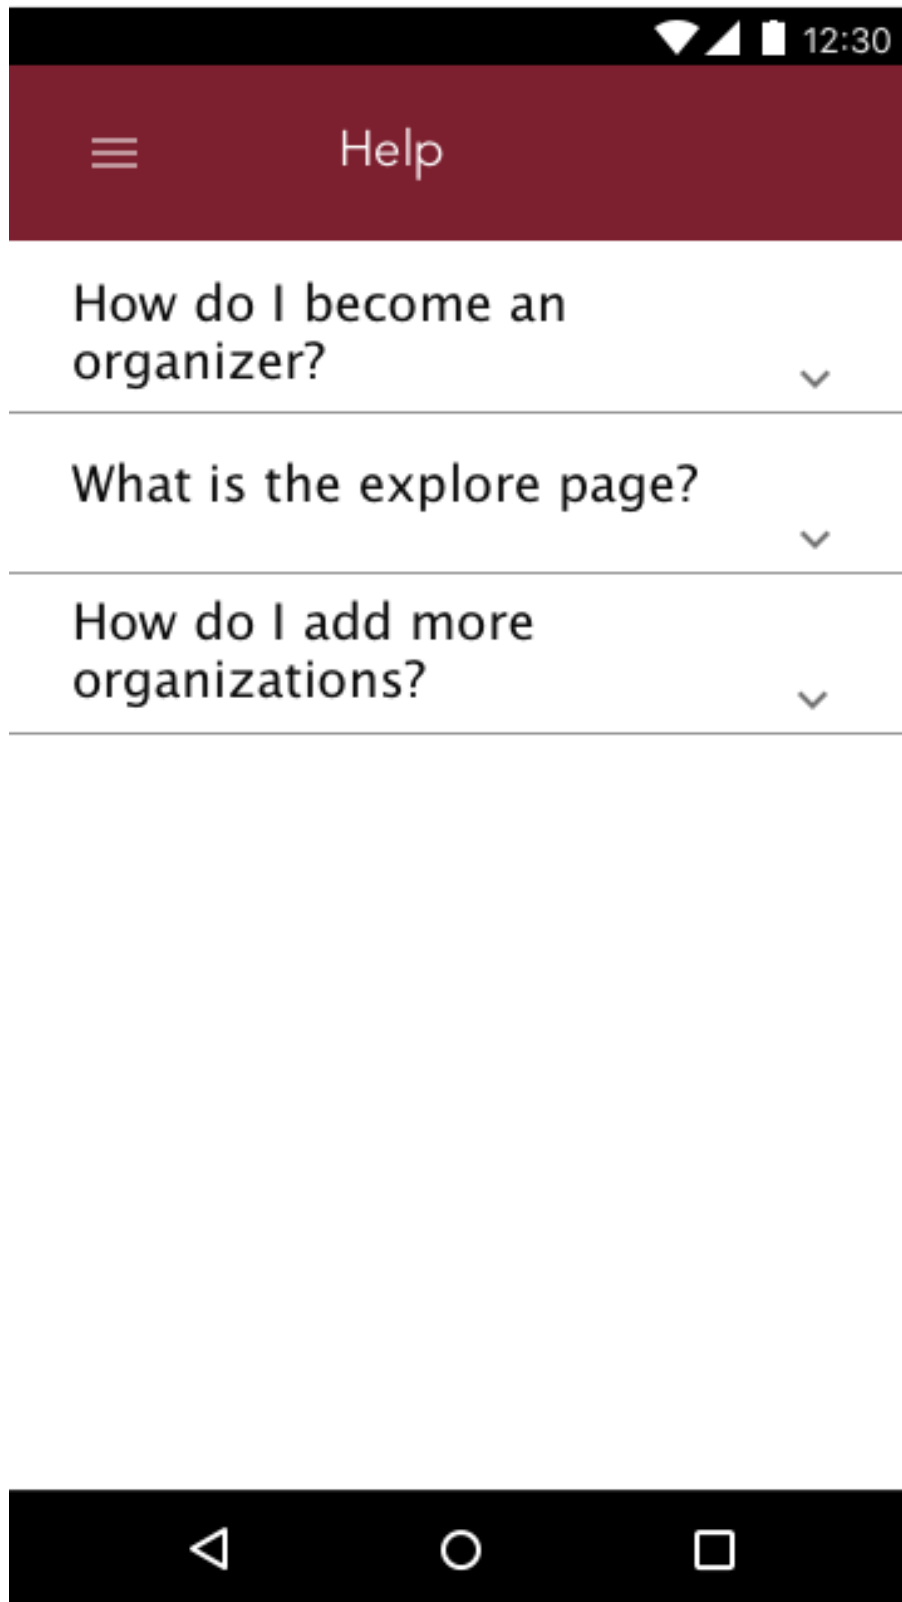 12:30
Help
How do I become an
organizer?
What is the explore page?
How do I add more
organizations?